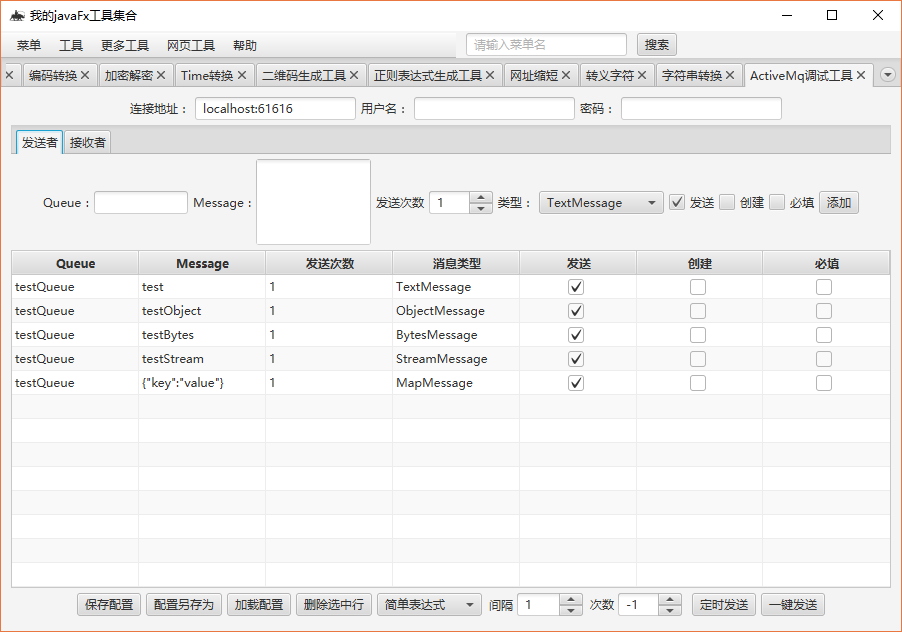 我的javaFx工具集合
菜单 工具 更多工具 网页工具 帮助 请输入菜单名 搜索
编码转换 加密解密 Time转换 二维码生成工具 正则表达式生成工具 网址缩短 转义字符 字符串转换 ActiveMq调试工具
连接地址： localhost:61616 用户名： 密码：
发送者 接收者
Queue： Message： 发送次数 1 类型： TextMessage 发送 创建 必填 添加
Queue Message 发送次数 消息类型 发送 创建 必填
testQueue test 1 TextMessage
testQueue testObject 1 ObjectMessage
testQueue testBytes 1 BytesMessage
testQueue testStream 1 StreamMessage
testQueue {"key":"value"} 1 MapMessage
保存配置 配置另存为 加载配置 删除选中行 简单表达式 间隔 1 次数 -1 定时发送 一键发送